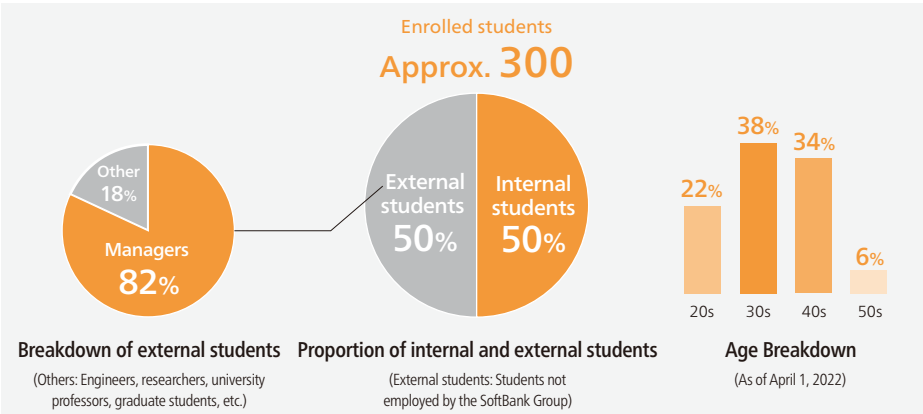 Enrolled students
Approx. 300
Other
18%
Managers
82%
External
students
50%
Internal
students
50%
22%
38%
34%
6%
20s
30s
40s
50s
Breakdown of external students
(Others: Engineers, researchers, university
professors, graduate students, etc.)
Proportion of internal and external students
(External students: Students not
employed by the SoftBank Group)
Age Breakdown
(As of April 1, 2022)